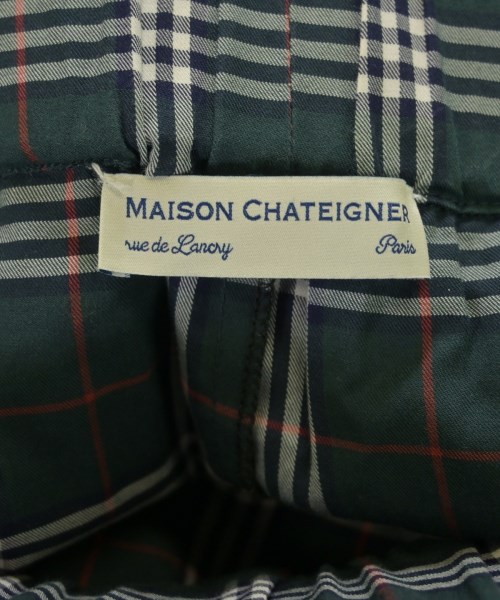 MAISON CHATEIGNER
rue de Lancry Paris